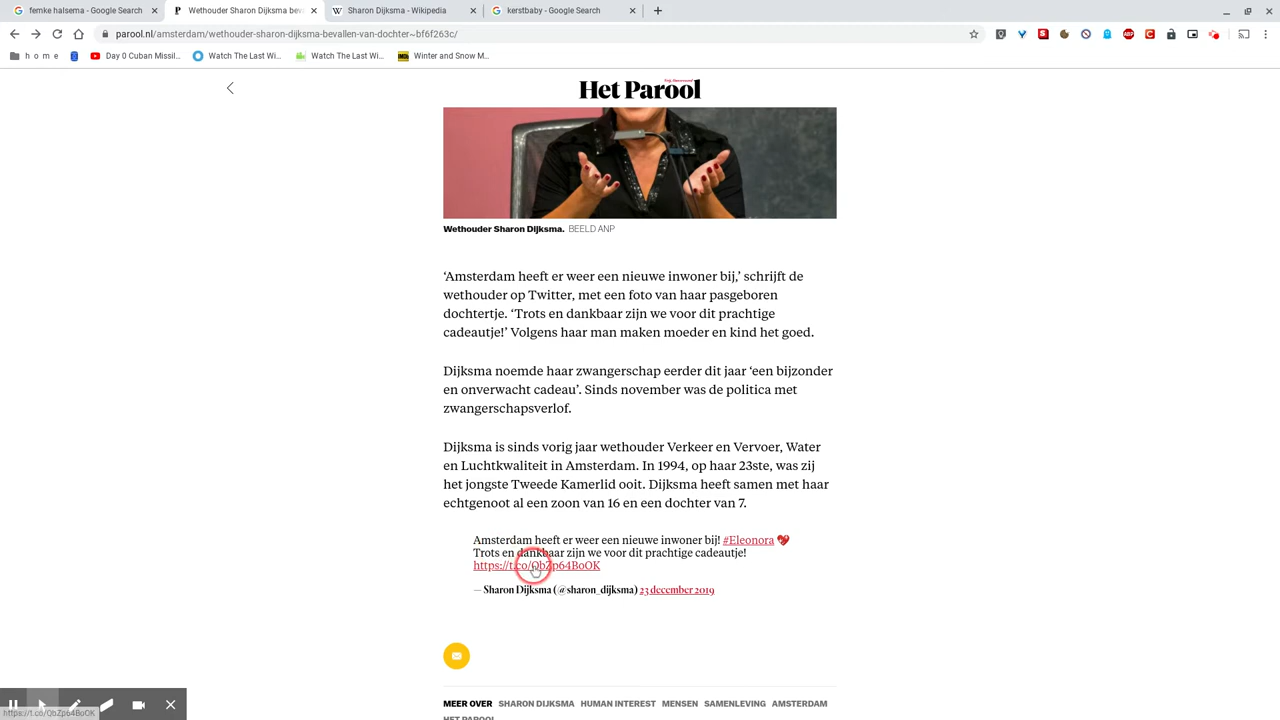 femke halsema - Google Search
Wethouder Sharon Dijksma bev
Sharon Dijksma - Wikipedia
kerstbaby - Google Search
parool.nl/amsterdam/wethouder-sharon-dijksma-bevallen-van-dochter~bf6f263c/
h o m e
Day 0 Cuban Missil...
Watch The Last Wi...
Watch The Last Wi...
Winter and Snow M...
Het Parool
Wethouder Sharon Dijksma. BEELD ANP
‘Amsterdam heeft er weer een nieuwe inwoner bij,’ schrijft de
wethouder op Twitter, met een foto van haar pasgeboren
dochtertje. ‘Trots en dankbaar zijn we voor dit prachtige
cadeautje!’ Volgens haar man maken moeder en kind het goed.
Dijksma noemde haar zwangerschap eerder dit jaar ‘een bijzonder
en onverwacht cadeau’. Sinds november was de politica met
zwangerschapsverlof.
Dijksma is sinds vorig jaar wethouder Verkeer en Vervoer, Water
en Luchtkwaliteit in Amsterdam. In 1994, op haar 23ste, was zij
het jongste Tweede Kamerlid ooit. Dijksma heeft samen met haar
echtgenoot al een zoon van 16 en een dochter van 7.
Amsterdam heeft er weer een nieuwe inwoner bij! #Eleonora 💖
Trots en dankbaar zijn we voor dit prachtige cadeautje!
https://t.co/QbZp64BoOK
— Sharon Dijksma (@sharon_dijksma) 23 december 2019
MEER OVER SHARON DIJKSMA HUMAN INTEREST MENSEN SAMENLEVING AMSTERDAM
HET PAROOL
https://t.co/QbZp64BoOK